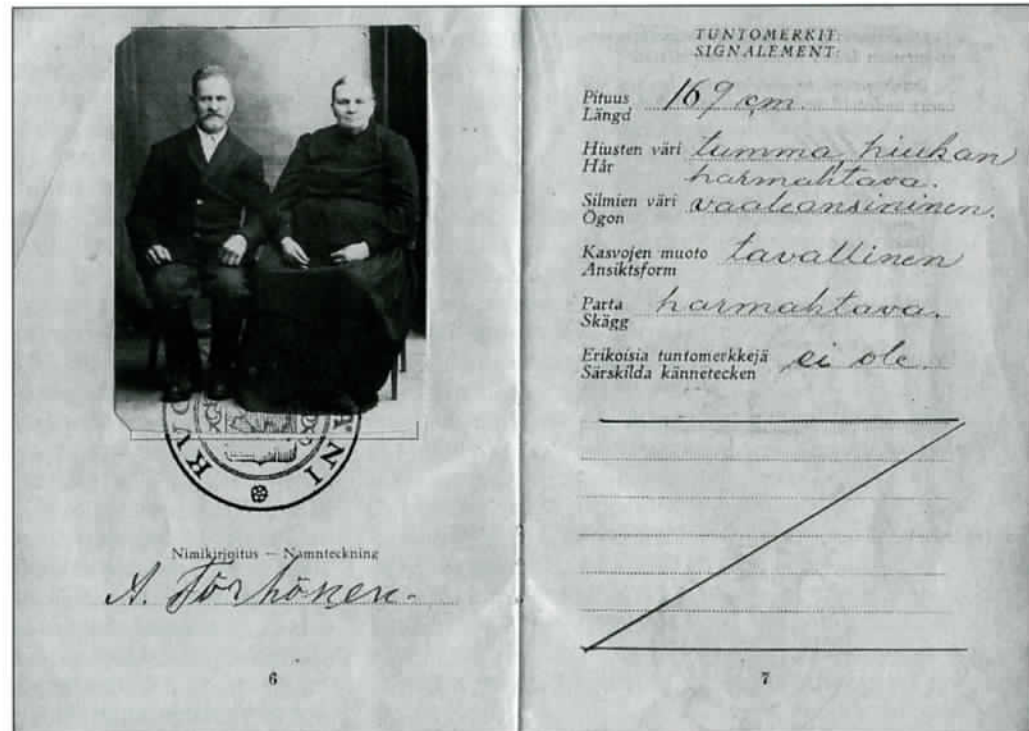 Nimikirjoitus — Namnteckning
A. Törhönen.
6
TUNTOMERKIT:
SIGNALEMENT:
Pituus 169 cm.
Längd
Hiusten väri tumma, hiukan
Hår harmahtava.
Silmien väri vaaleansininen.
Ögon
Kasvojen muoto tavallinen
Ansiktsform
Parta harmahtava.
Skägg
Erikoisia tuntomerkkejä ei ole
Särskilda kännetecken
7